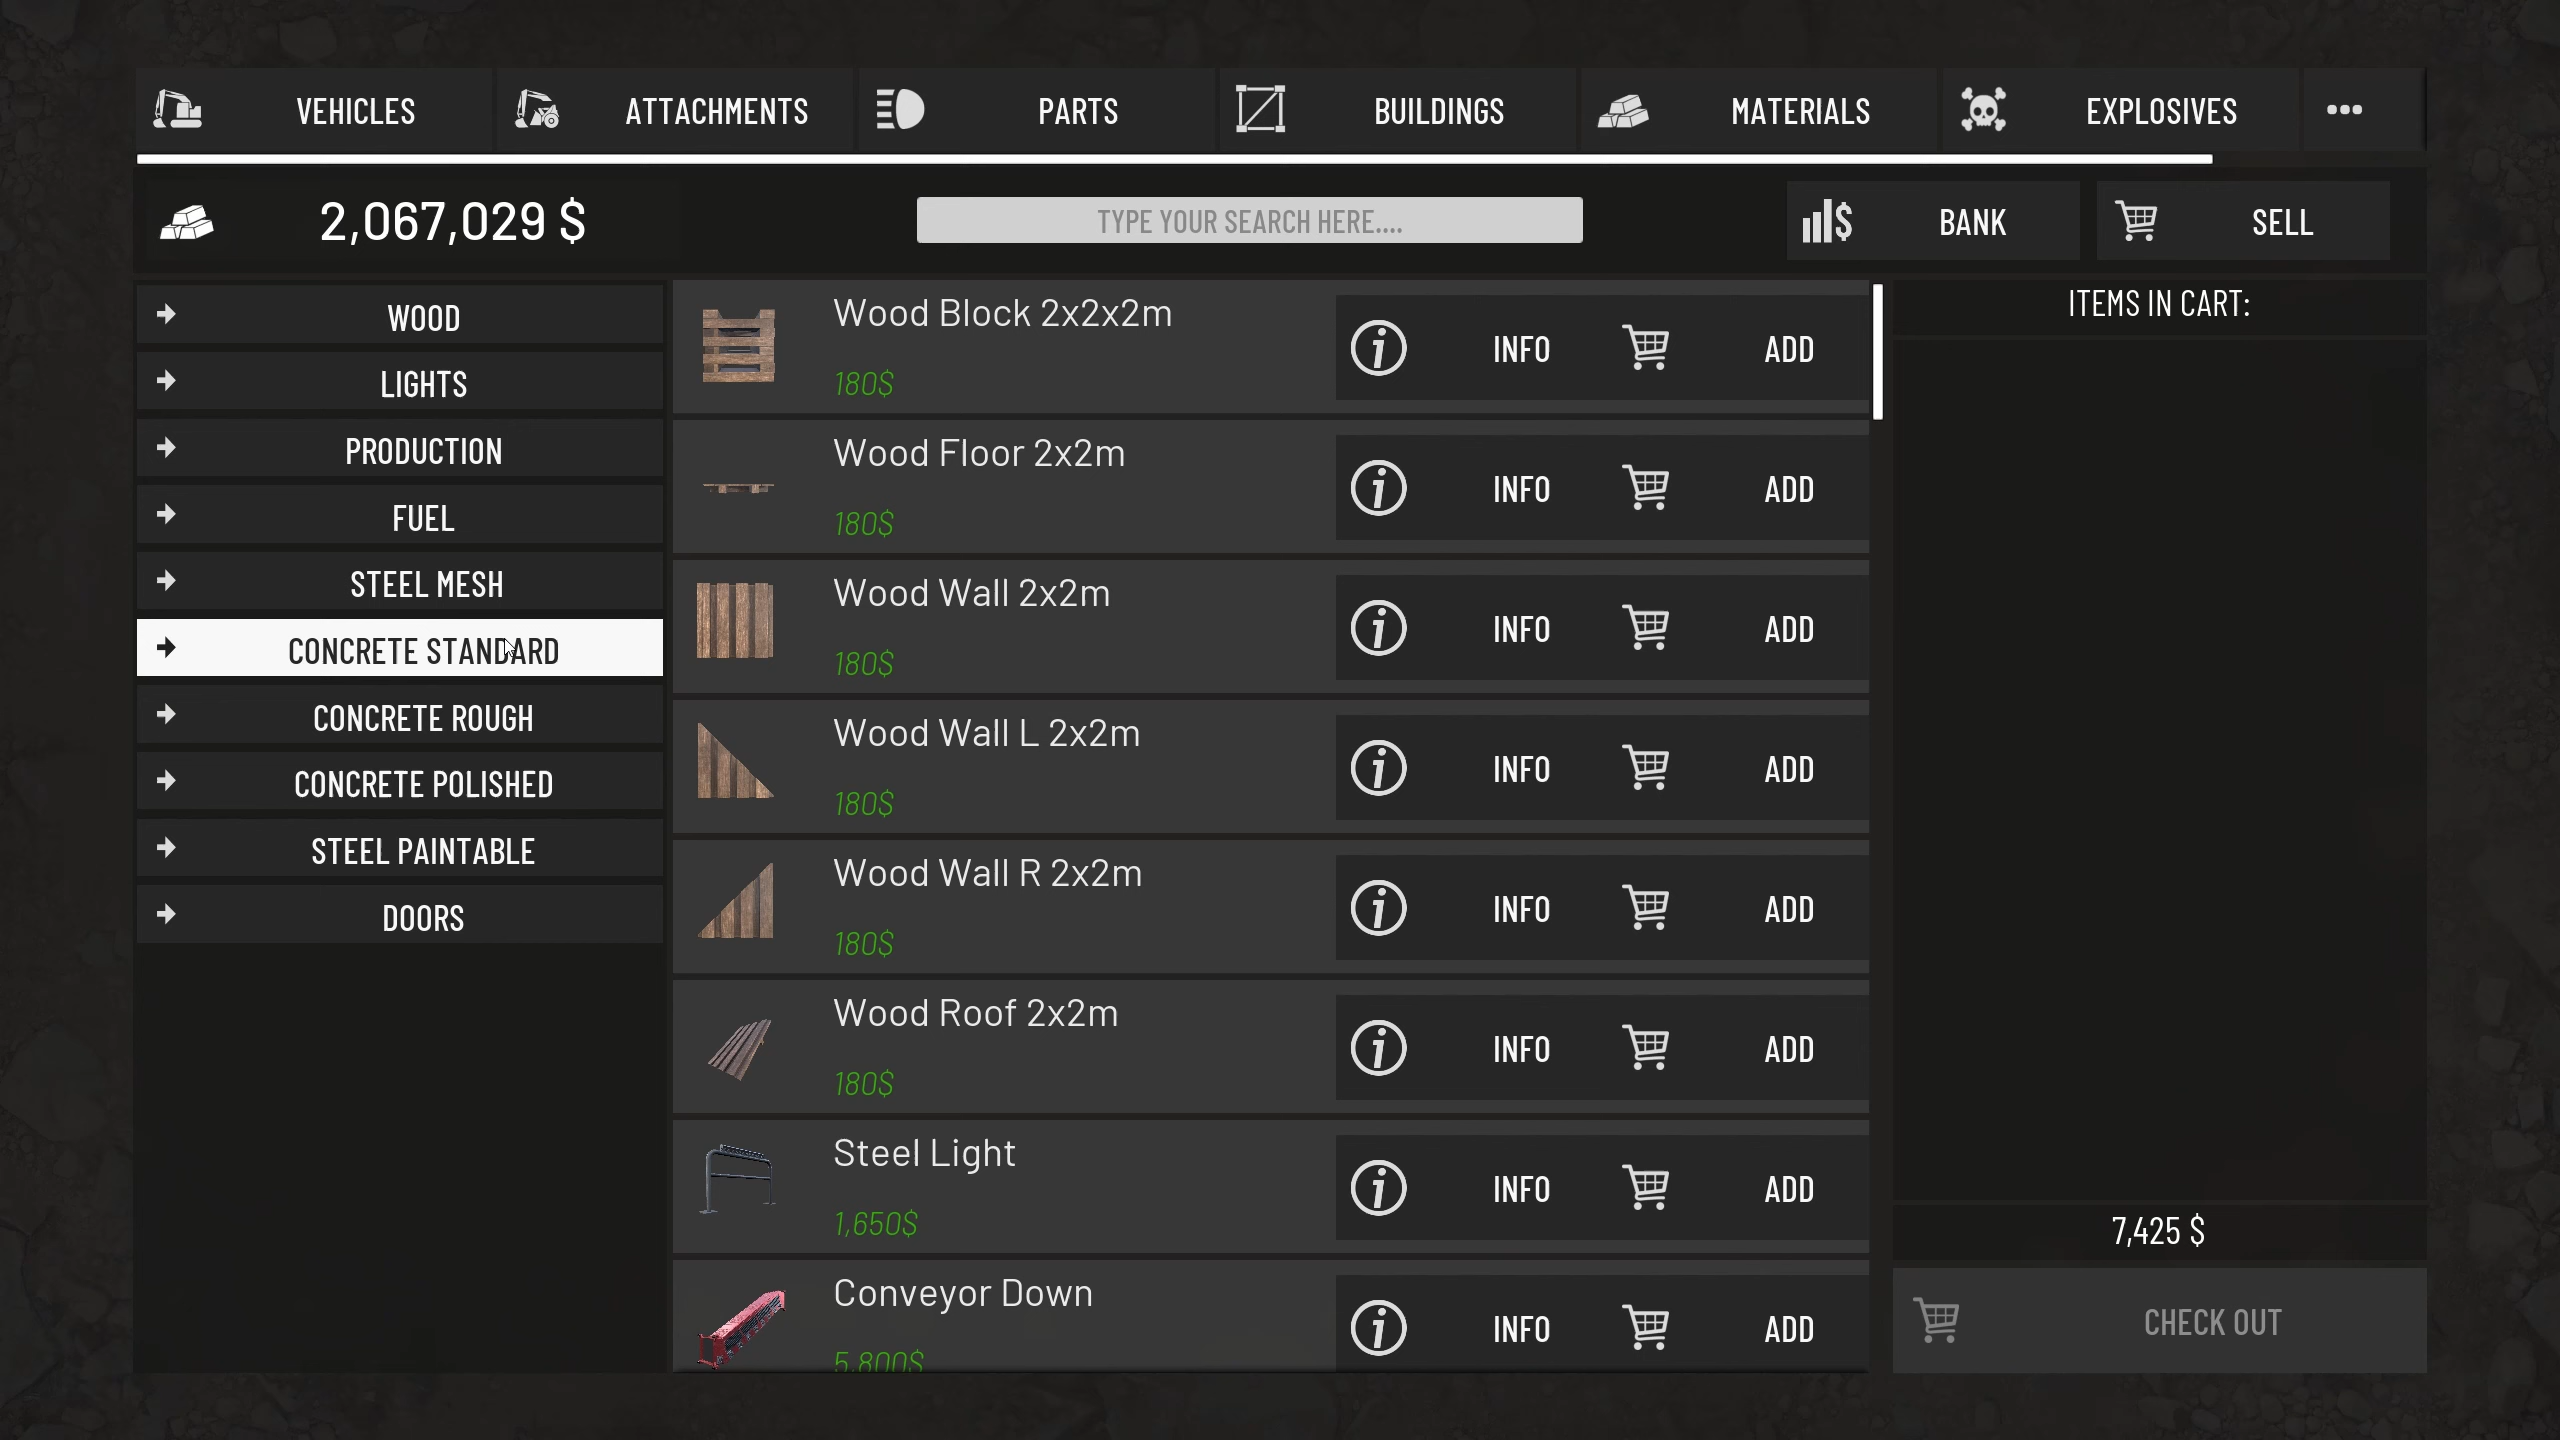 VEHICLES
ATTACHMENTS
PARTS
BUILDINGS
MATERIALS
EXPLOSIVES
2,067,029 $
TYPE YOUR SEARCH HERE....
BANK
SELL
WOOD
LIGHTS
PRODUCTION
FUEL
STEEL MESH
CONCRETE STANDARD
CONCRETE ROUGH
CONCRETE POLISHED
STEEL PAINTABLE
DOORS
Wood Block 2x2x2m
180$
INFO
ADD
Wood Floor 2x2m
180$
INFO
ADD
Wood Wall 2x2m
180$
INFO
ADD
Wood Wall L 2x2m
180$
INFO
ADD
Wood Wall R 2x2m
180$
INFO
ADD
Wood Roof 2x2m
180$
INFO
ADD
Steel Light
1,650$
INFO
ADD
Conveyor Down
5,800$
INFO
ADD
ITEMS IN CART:
7,425 $
CHECK OUT